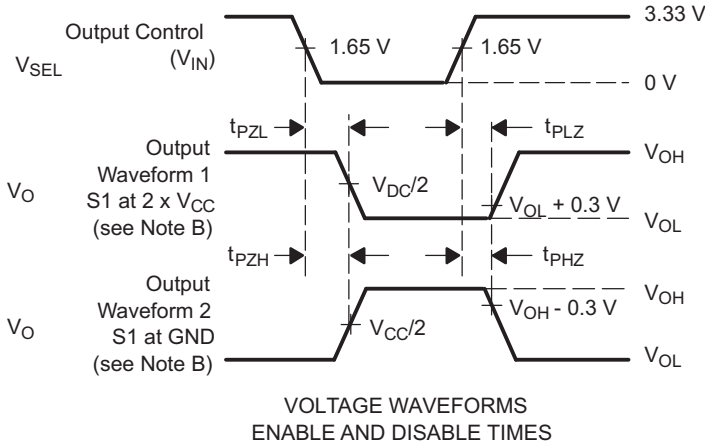 3.33 V
Output Control
(VIN)
VSEL
1.65 V
1.65 V
0 V
tPZL
tPLZ
Output
Waveform 1
S1 at 2 x VCC
(see Note B)
VO
VDC/2
VOH
VOL + 0.3 V
VOL
tPZH
tPHZ
Output
Waveform 2
S1 at GND
(see Note B)
VO
VCC/2
VOH
VOH - 0.3 V
VOL
VOLTAGE WAVEFORMS
ENABLE AND DISABLE TIMES